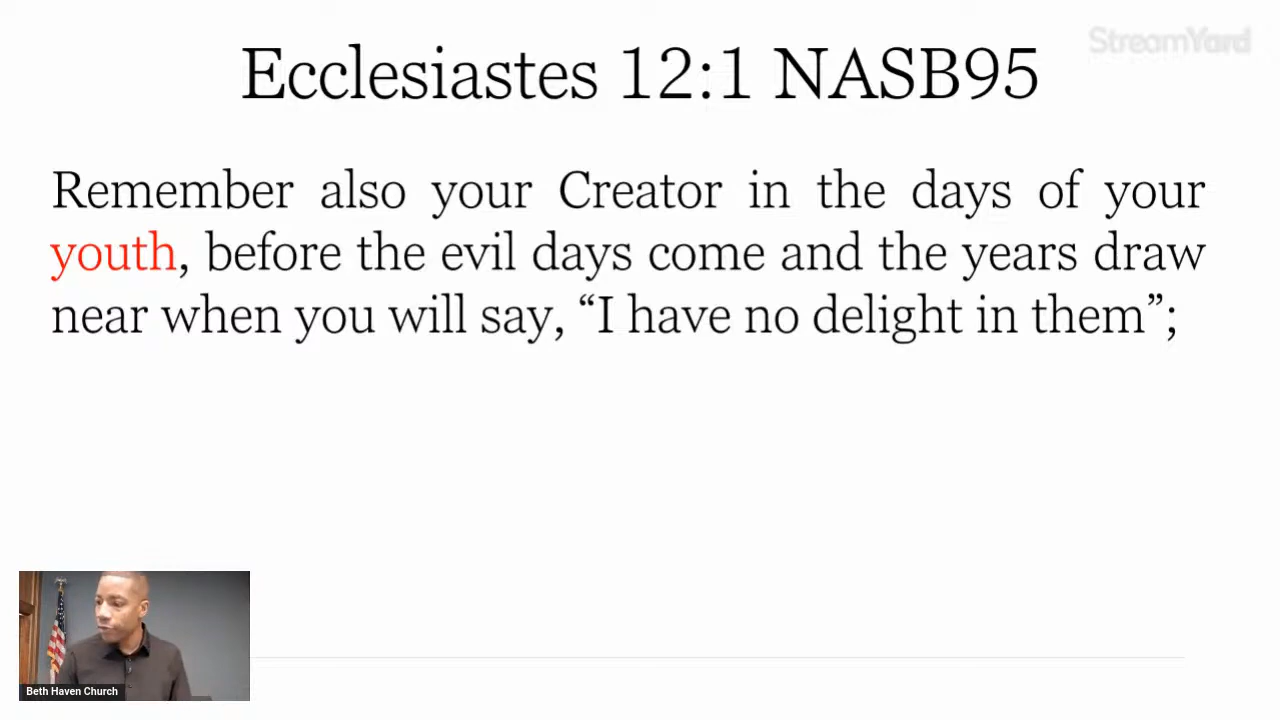 StreamYard
Ecclesiastes 12:1 NASB95
Remember also your Creator in the days of your
youth, before the evil days come and the years draw
near when you will say, “I have no delight in them”;
Beth Haven Church